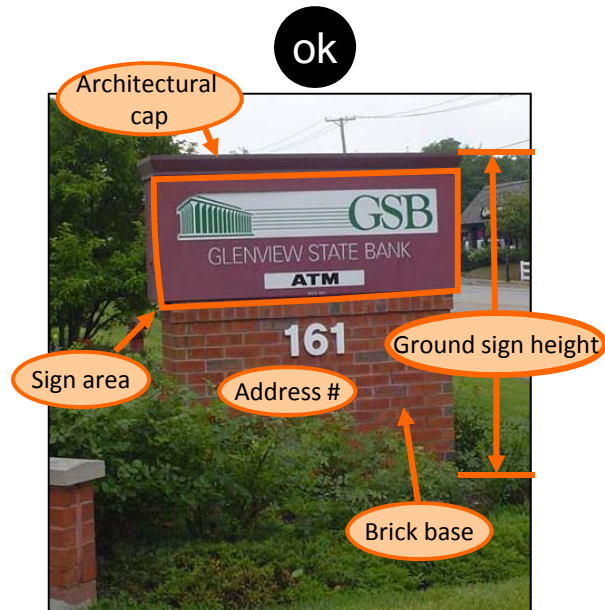 ok
Architectural
cap
GSB
GLENVIEW STATE BANK
ATM
161
Ground sign height
Sign area
Address #
Brick base